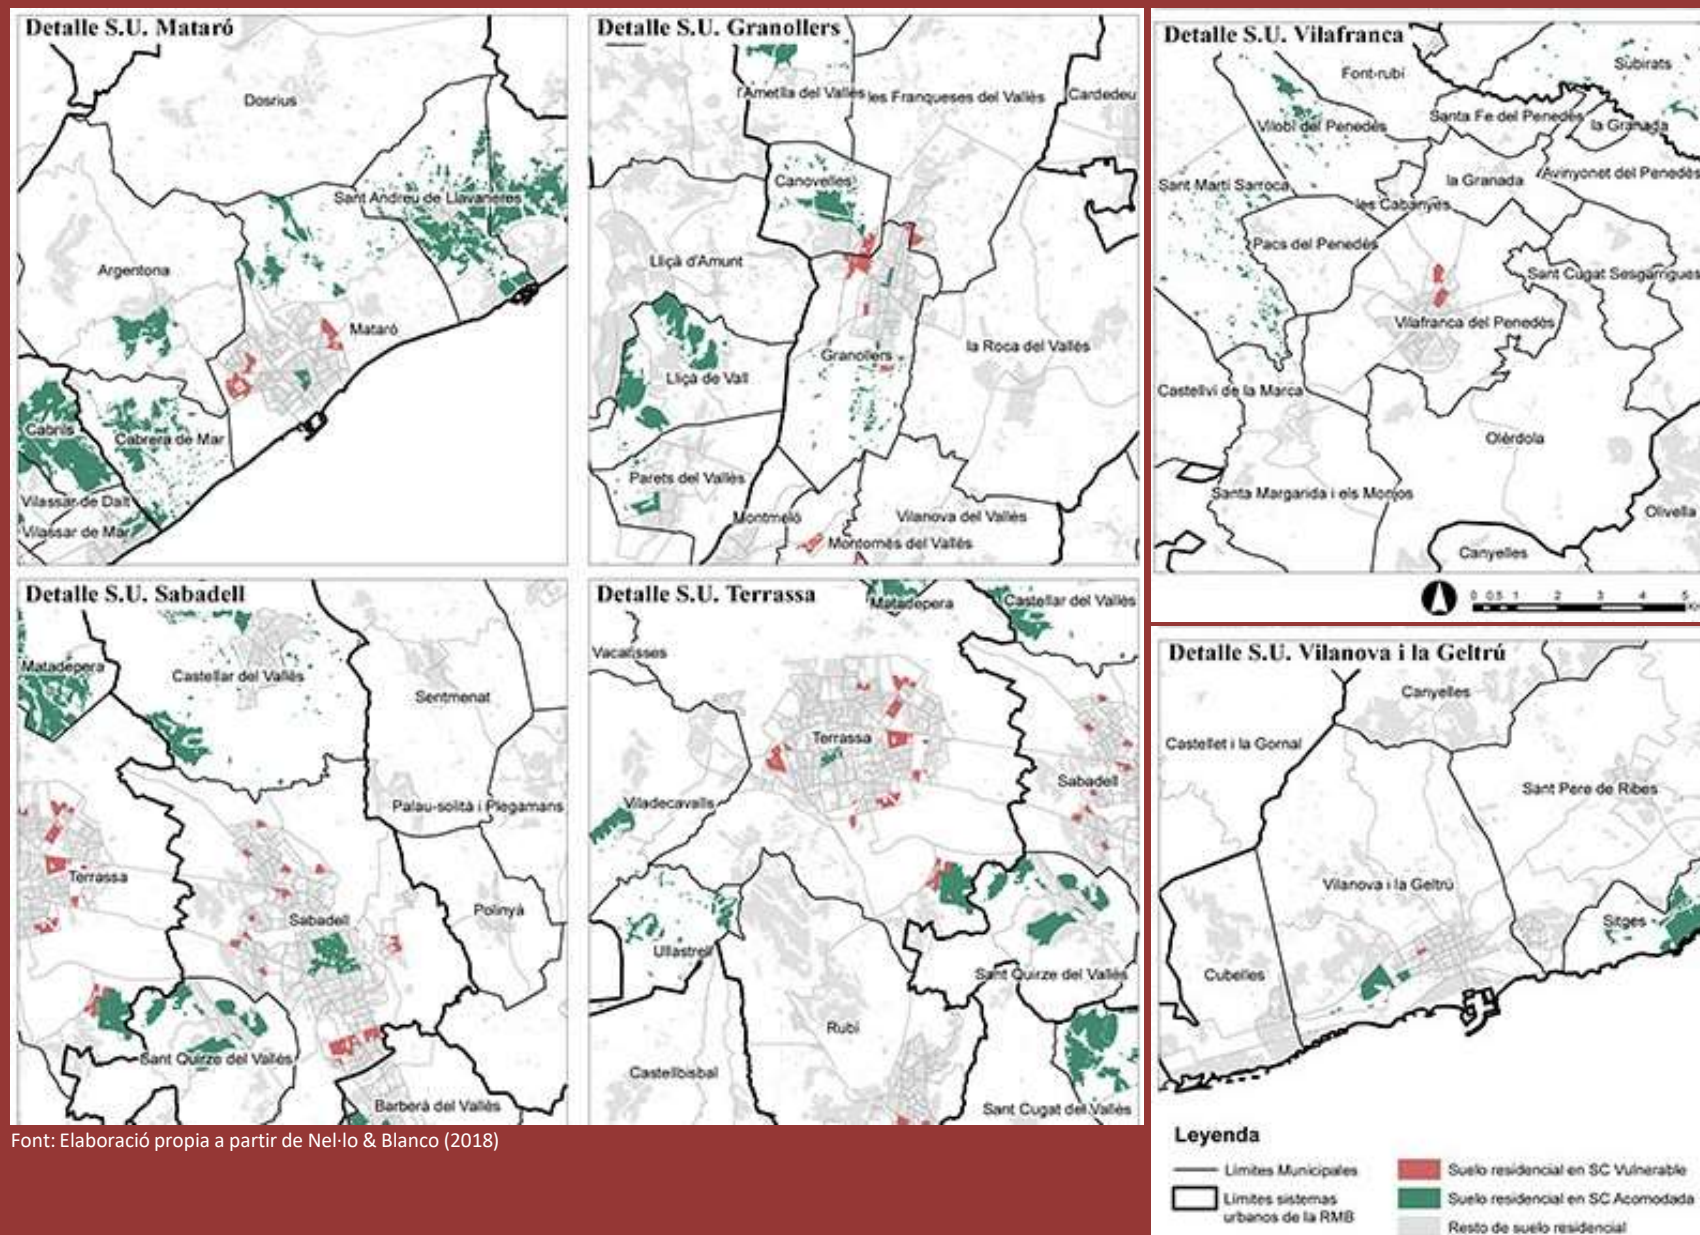 Detalle S.U. Mataró
Dosrius
Sant Andreu de Llavaneres
Argentona
Mataró
Cabrils
Cabrera de Mar
Vilassar de Dalt
Vilassar de Mar
Detalle S.U. Granollers
l'Ametlla del Vallès
les Franqueses del Vallès
Cardedeu
Canovelles
Lliçà d'Amunt
la Roca del Vallès
Granollers
Lliçà de Vall
Parets del Vallès
Montmeló
Vilanova del Vallès
Montornès del Vallès
Detalle S.U. Vilafranca
Font-rubí
Subirats
Vilobí del Penedès
Santa Fe del Penedès
la Granada
Sant Martí Sarroca
la Granada
Avinyonet del Penedès
les Cabanyes
Pacs del Penedès
Sant Cugat Sesgarrigues
Vilafranca del Penedès
Castellví de la Marca
Olèrdola
Santa Margarida i els Monjos
Olivella
Canyelles
0 0.5 1 2 3 4 5
Detalle S.U. Sabadell
Matadepera
Castellar del Vallès
Sentmenat
Palau-solità i Plegamans
Terrassa
Polinyà
Sabadell
Sant Quirze del Vallès
Barberà del Vallès
Detalle S.U. Terrassa
Matadepera
Castellar del Vallès
Vacarisses
Terrassa
Sabadell
Viladecavalls
Ullastrell
Sant Quirze del Vallès
Rubí
Castellbisbal
Sant Cugat del Vallès
Detalle S.U. Vilanova i la Geltrú
Canyelles
Castellet i la Gornal
Sant Pere de Ribes
Vilanova i la Geltrú
Sitges
Cubelles
Font: Elaboració propia a partir de Nel·lo & Blanco (2018)
Leyenda
Límites Municipales
Límites sistemas
urbanos de la RMB
Suelo residencial en SC Vulnerable
Suelo residencial en SC Acomodada
Resto de suelo residencial